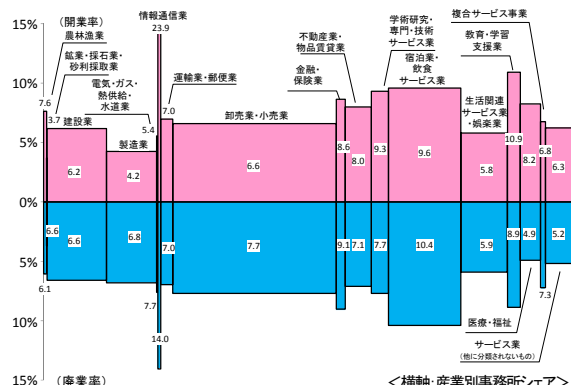 15%
(開業率)
農林漁業
鉱業・採石業・
砂利採取業
電気・ガス・
熱供給・
水道業
情報通信業
23.9
運輸業・郵便業
卸売業・小売業
不動産業・
物品賃貸業
金融・
保険業
学術研究・
専門・技術
サービス業
宿泊業・
飲食
サービス業
複合サービス事業
教育・学習
支援業
生活関連
サービス業
・娯楽業
建設業
製造業
10%
5%
0%
5%
10%
15%
7.6
3.7
6.2
4.2
5.4
7.0
6.6
8.6
8.0
9.3
9.6
5.8
10.9
8.2
6.8
6.3
6.1
6.6
6.6
6.8
7.7
14.0
7.0
7.7
9.1
7.1
7.7
10.4
5.9
8.9
4.9
7.3
5.2
医療・福祉
サービス業
(他に分類されないもの)
(廃業率)
<横軸:産業別事務所シェア>